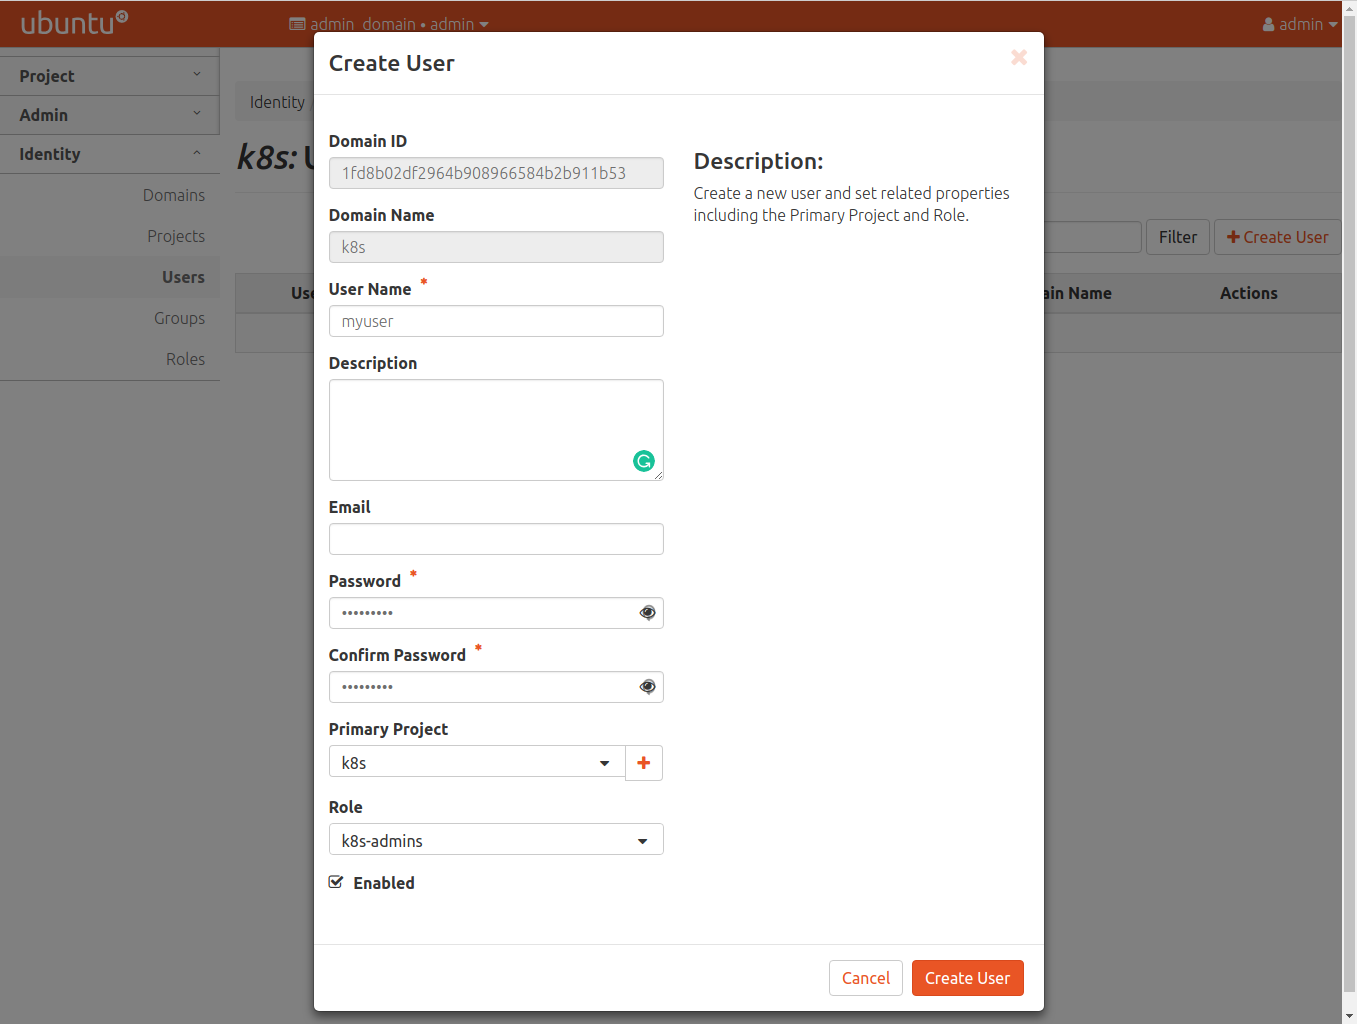 ubuntu
admin_domain • admin
admin
Project
Admin
Identity
Domains
Projects
Users
Groups
Roles
Identity
k8s:
Filter
Create User
Name
Actions
Create User
Domain ID
1fd8b02df2964b908966584b2b911b53
Domain Name
k8s
User Name *
myuser
Description
Email
Password *
•••••••••
Confirm Password *
•••••••••
Primary Project
k8s
Role
k8s-admins
Enabled
Description:
Create a new user and set related properties
including the Primary Project and Role.
Cancel
Create User